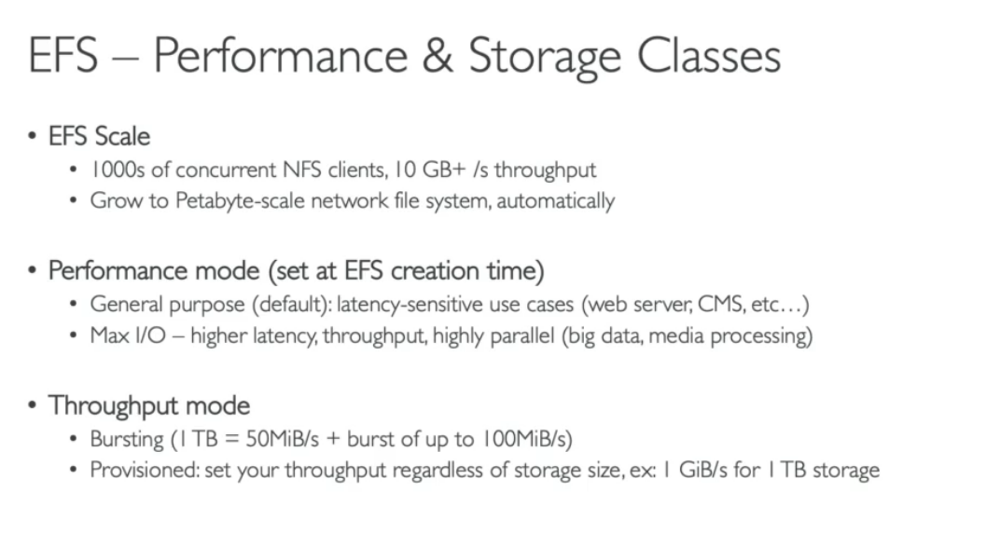 EFS – Performance & Storage Classes
• EFS Scale
• 1000s of concurrent NFS clients, 10 GB+ /s throughput
• Grow to Petabyte-scale network file system, automatically
• Performance mode (set at EFS creation time)
• General purpose (default): latency-sensitive use cases (web server, CMS, etc…)
• Max I/O – higher latency, throughput, highly parallel (big data, media processing)
• Throughput mode
• Bursting (1 TB = 50MiB/s + burst of up to 100MiB/s)
• Provisioned: set your throughput regardless of storage size, ex: 1 GiB/s for 1 TB storage